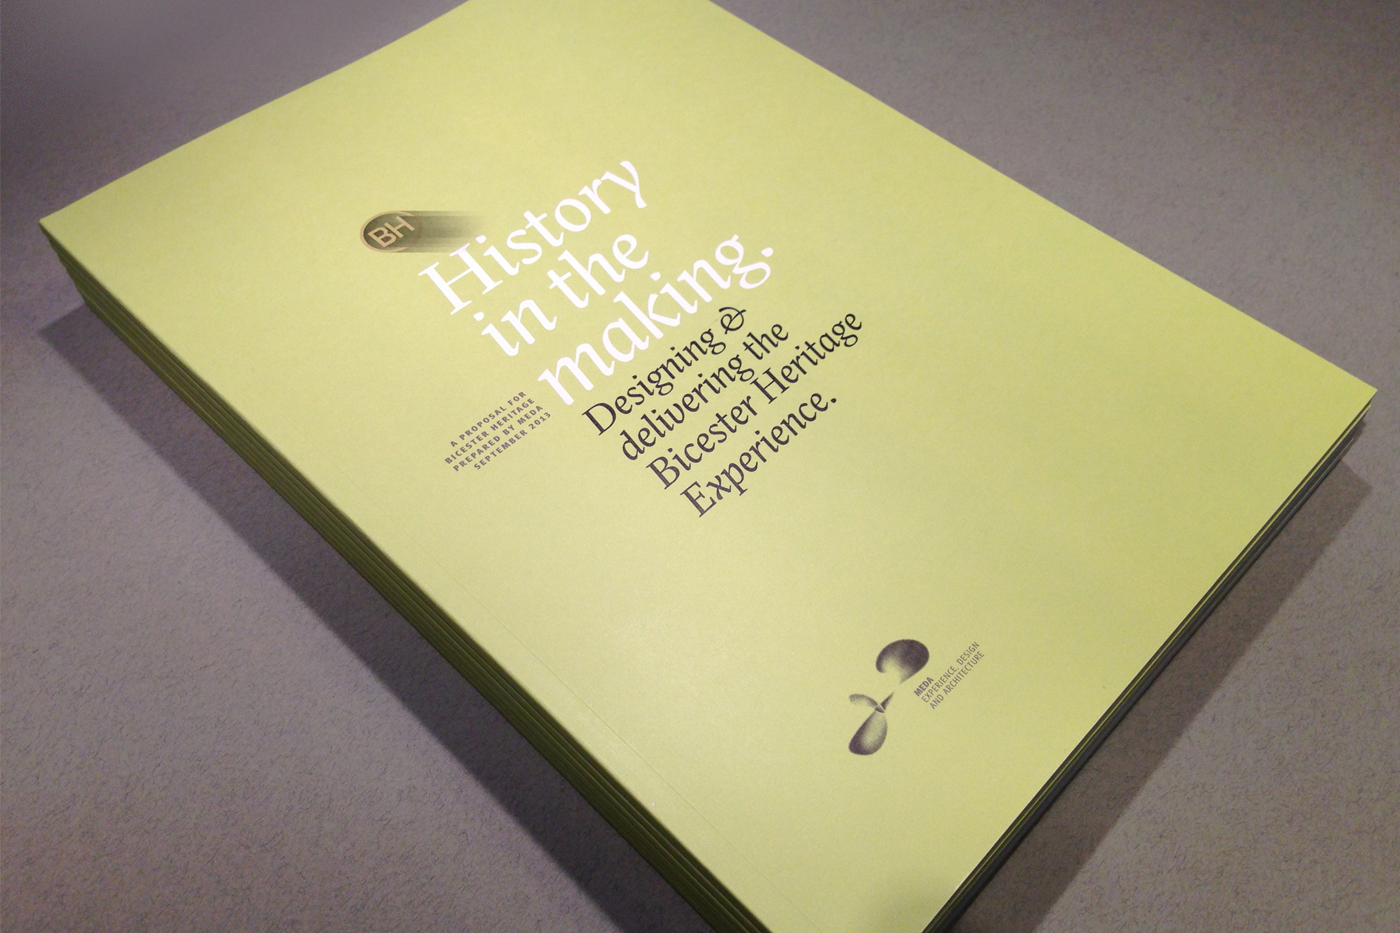 BH
History
in the
making.
Designing &
delivering the
Bicester Heritage
Experience.
A PROPOSAL FOR
BICESTER HERITAGE
PREPARED BY MEDA
SEPTEMBER 2013
MEDA
EXPERIENCE, DESIGN
AND ARCHITECTURE